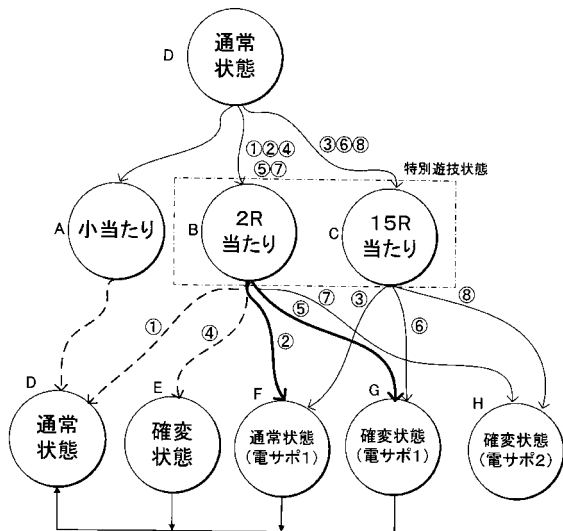 D
通常
状態
①②④
⑤⑦
③⑥⑧
特別遊技状態
A
小当たり
B
2R
当たり
C
15R
当たり
①
④
②
⑤
⑦
③
⑥
⑧
D
通常
状態
E
確変
状態
F
通常状態
(電サポ1)
G
確変状態
(電サポ1)
H
確変状態
(電サポ2)